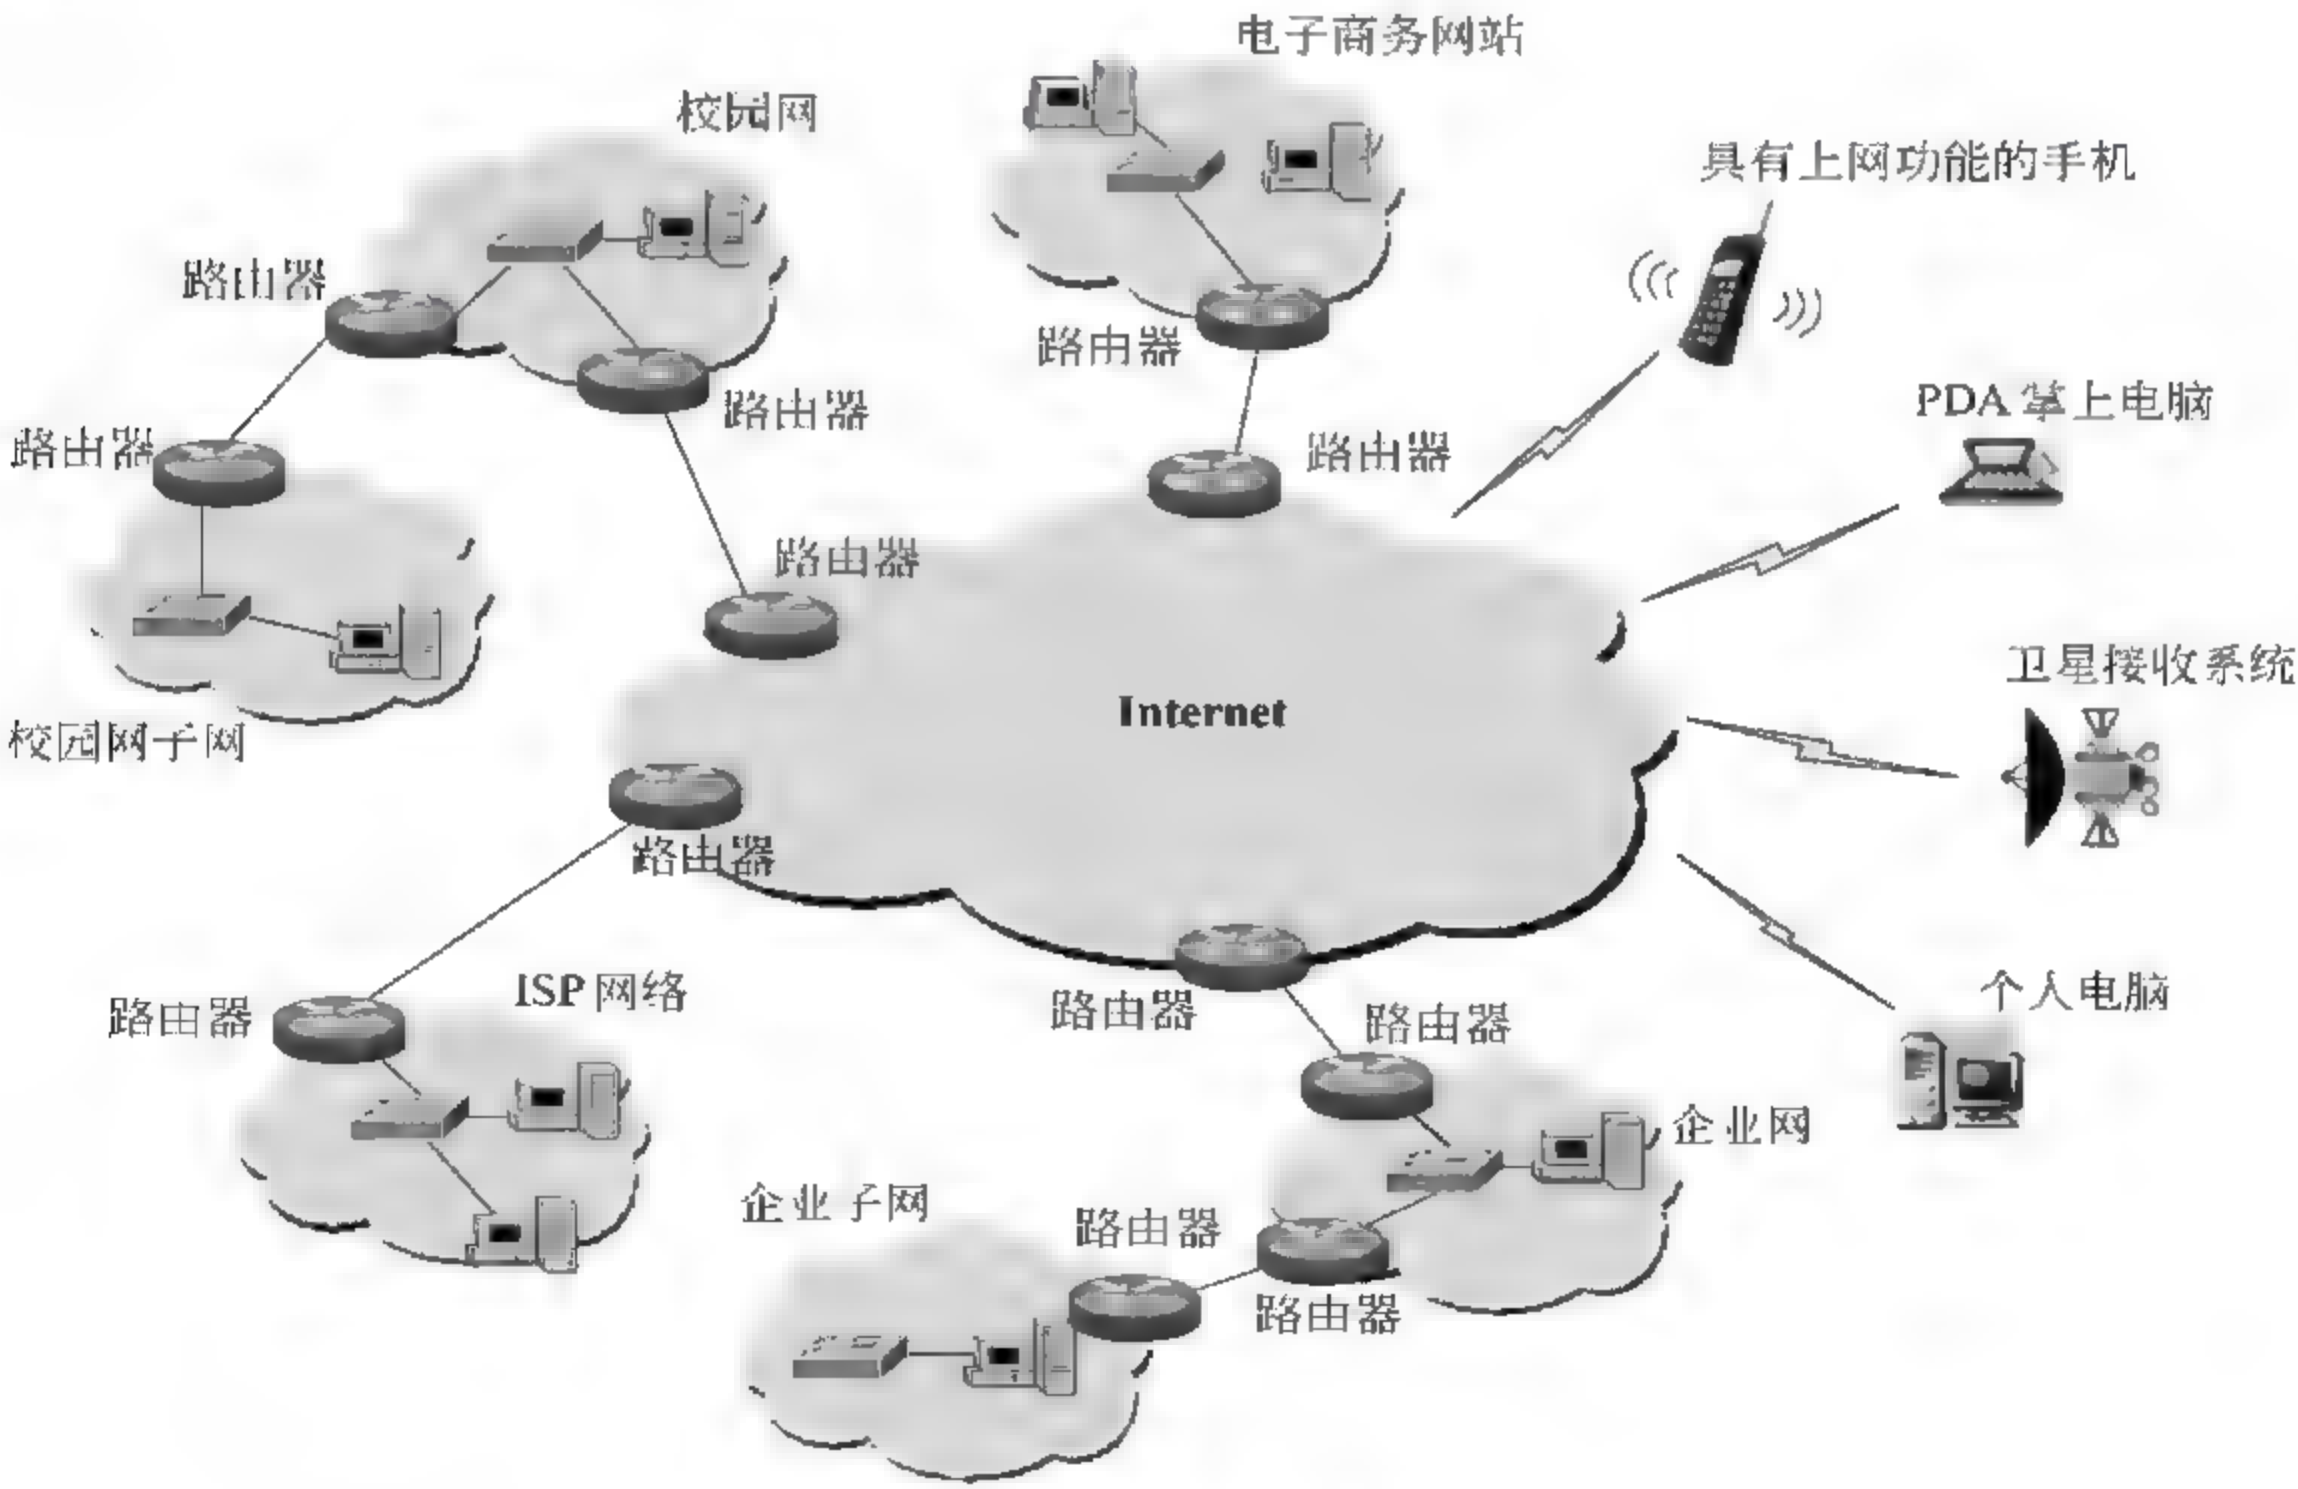 电子商务网站
校园网
具有上网功能的手机
路由器
路由器
PDA 掌上电脑
路由器
路由器
路由器
路由器
卫星接收系统
Internet
校园网子网
路由器
ISP 网络
个人电脑
路由器
路由器
路由器
企业网
企业子网
路由器
路由器